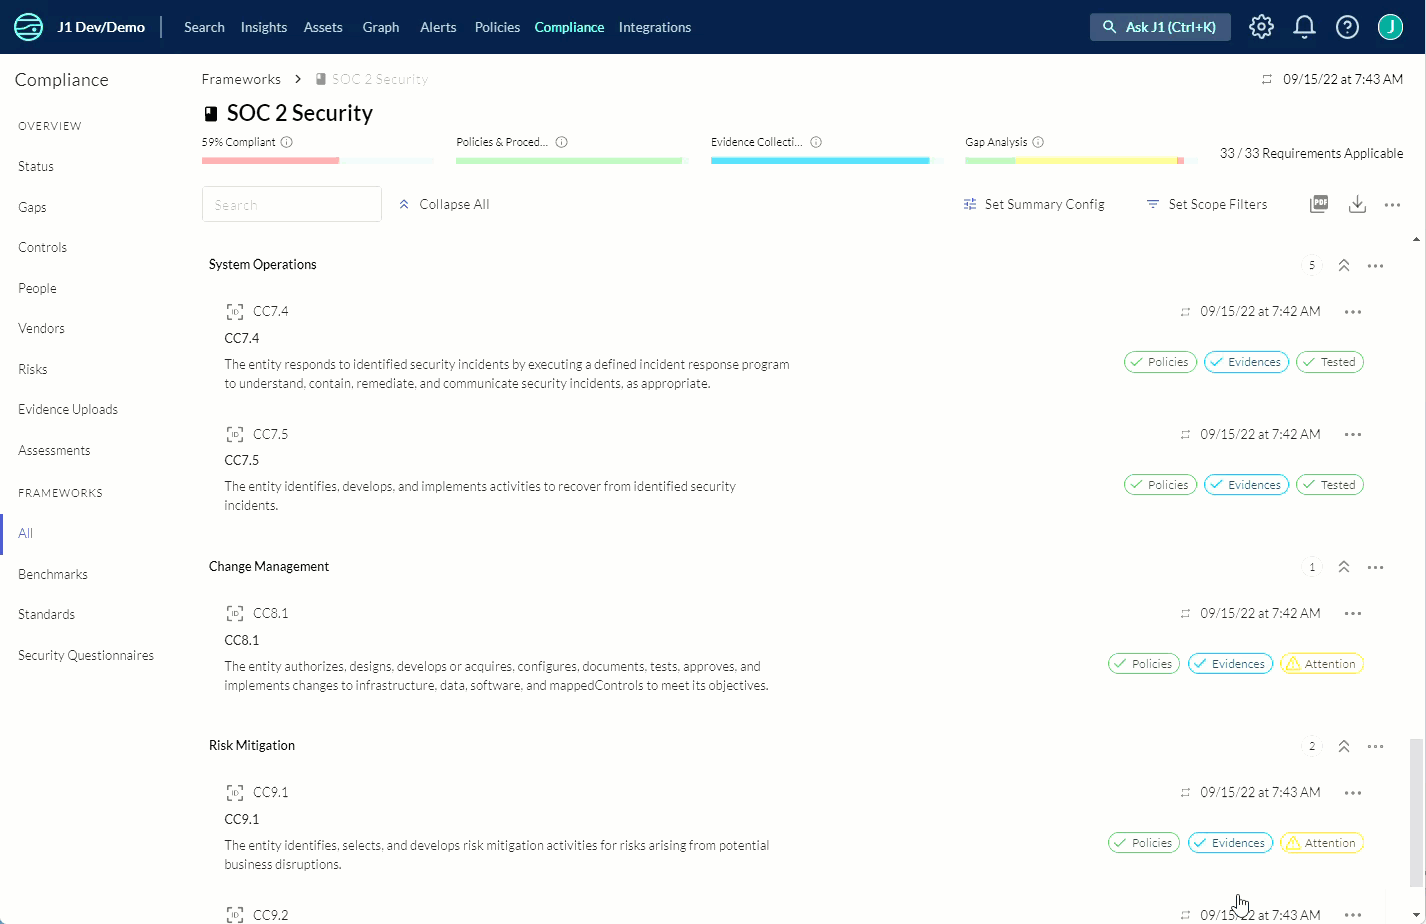 J1 Dev/Demo
Search Insights Assets Graph Alerts Policies Compliance Integrations
Ask J1 (Ctrl+K)
J
Compliance
OVERVIEW
Status
Gaps
Controls
People
Vendors
Risks
Evidence Uploads
Assessments
FRAMEWORKS
All
Benchmarks
Standards
Security Questionnaires
Frameworks > SOC 2 Security
09/15/22 at 7:43 AM
SOC 2 Security
59% Compliant
Policies & Proced...
Evidence Collecti...
Gap Analysis
33 / 33 Requirements Applicable
Search
Collapse All
Set Summary Config
Set Scope Filters
PDF
System Operations
5
ID CC7.4
09/15/22 at 7:42 AM
CC7.4
The entity responds to identified security incidents by executing a defined incident response program
to understand, contain, remediate, and communicate security incidents, as appropriate.
Policies Evidences Tested
ID CC7.5
09/15/22 at 7:42 AM
CC7.5
The entity identifies, develops, and implements activities to recover from identified security
incidents.
Policies Evidences Tested
Change Management
1
ID CC8.1
09/15/22 at 7:42 AM
CC8.1
The entity authorizes, designs, develops or acquires, configures, documents, tests, approves, and
implements changes to infrastructure, data, software, and mappedControls to meet its objectives.
Policies Evidences Attention
Risk Mitigation
2
ID CC9.1
09/15/22 at 7:43 AM
CC9.1
The entity identifies, selects, and develops risk mitigation activities for risks arising from potential
business disruptions.
Policies Evidences Attention
ID CC9.2
09/15/22 at 7:43 AM